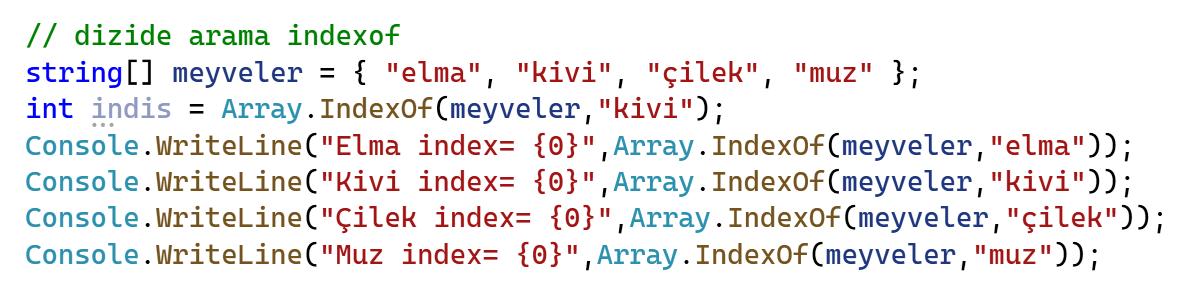 // dizide arama indexof
string[] meyveler = { "elma", "kivi", "çilek", "muz" };
int indis = Array.IndexOf(meyveler,"kivi");
Console.WriteLine("Elma index= {0}",Array.IndexOf(meyveler,"elma"));
Console.WriteLine("Kivi index= {0}",Array.IndexOf(meyveler,"kivi"));
Console.WriteLine("Çilek index= {0}",Array.IndexOf(meyveler,"çilek"));
Console.WriteLine("Muz index= {0}",Array.IndexOf(meyveler,"muz"));